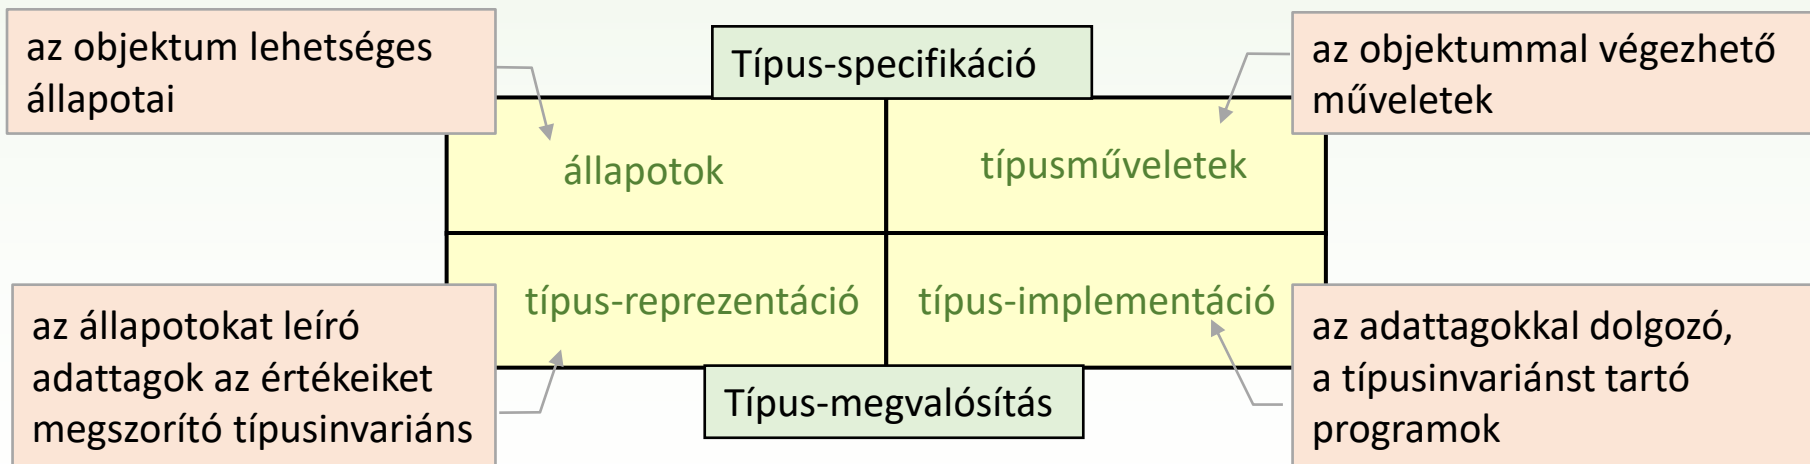 az objektum lehetséges
állapotai
Típus-specifikáció
az objektummal végezhető
műveletek
állapotok
típusműveletek
típus-reprezentáció
típus-implementáció
az állapotokat leíró
adattagok az értékeiket
megszorító típusinvariáns
Típus-megvalósítás
az adattagokkal dolgozó,
a típusinvariánst tartó
programok